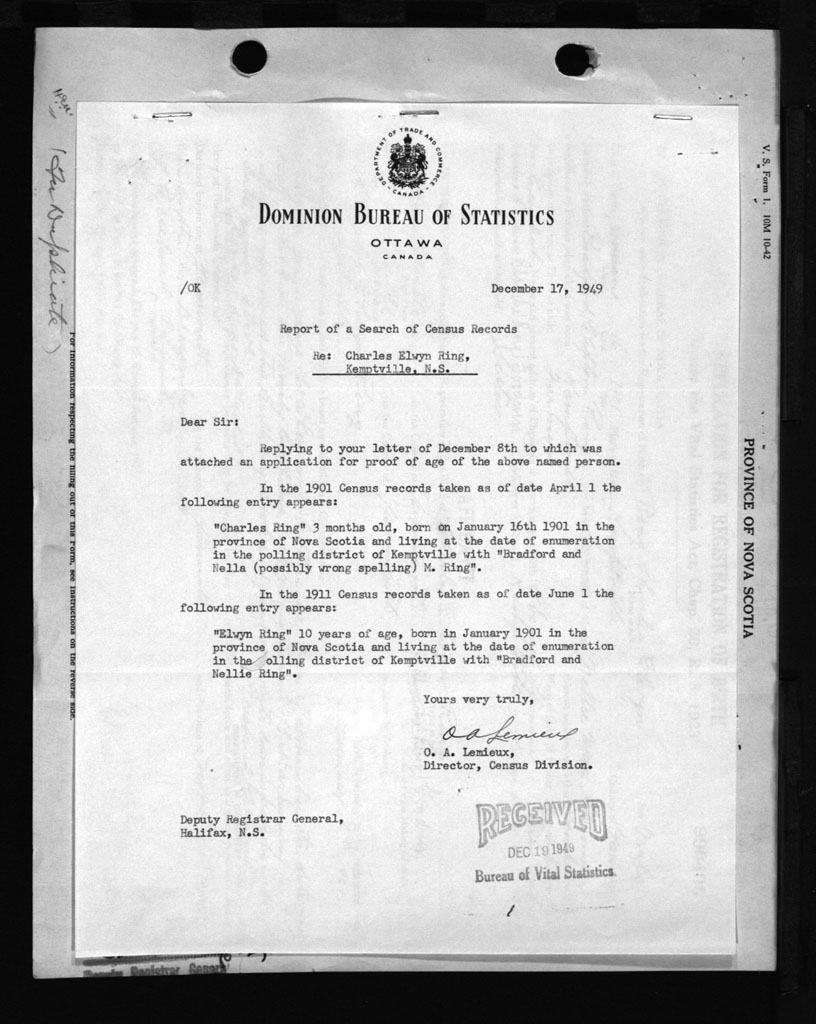 DEPARTMENT OF TRADE AND COMMERCE
CANADA
DOMINION BUREAU OF STATISTICS
OTTAWA
CANADA
/OK December 17, 1949
Report of a Search of Census Records
Re: Charles Elwyn Ring,
Kemptville, N.S.
Dear Sir:
Replying to your letter of December 8th to which was
attached an application for proof of age of the above named person.
In the 1901 Census records taken as of date April 1 the
following entry appears:
"Charles Ring" 3 months old, born on January 16th 1901 in the
province of Nova Scotia and living at the date of enumeration
in the polling district of Kemptville with "Bradford and
Nella (possibly wrong spelling) M. Ring".
In the 1911 Census records taken as of date June 1 the
following entry appears:
"Elwyn Ring" 10 years of age, born in January 1901 in the
province of Nova Scotia and living at the date of enumeration
in the olling district of Kemptville with "Bradford and
Nellie Ring".
Yours very truly,
O A Lemieux
O. A. Lemieux,
Director, Census Division.
Deputy Registrar General,
Halifax, N.S.
RECEIVED
DEC 19 1949
Bureau of Vital Statistics.
V. S. Form 1, 10M 10-42
PROVINCE OF NOVA SCOTIA
For information respecting the filling out of this Form, see instructions on the reverse side.
Duplicate)
Deputy Registrar General